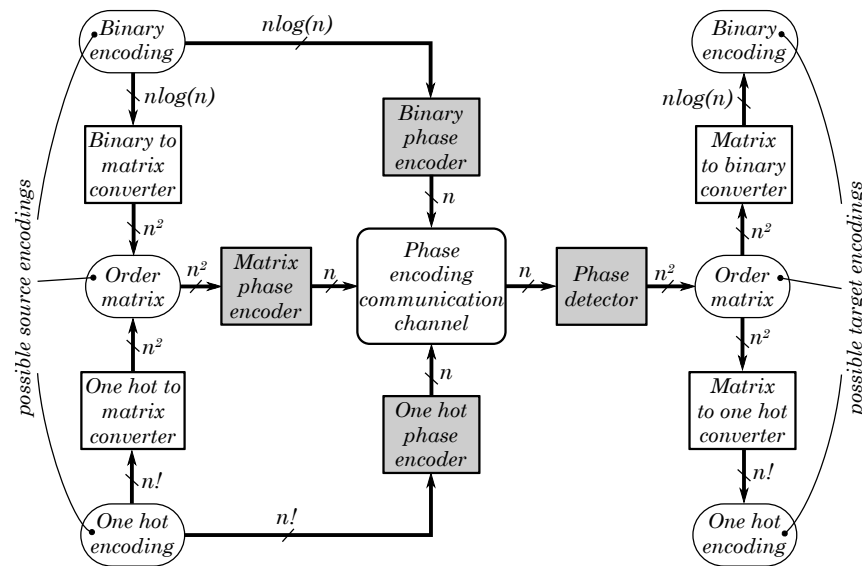 Binary
encoding
nlog(n)
Binary
encoding
nlog(n)
nlog(n)
Binary
phase
encoder
Binary to
matrix
converter
Matrix
to binary
converter
n
n²
n²
possible source encodings
Order
matrix
n²
Matrix
phase
encoder
n
Phase
encoding
communication
channel
n
Phase
detector
n²
Order
matrix
possible target encodings
n²
n
n²
One hot to
matrix
converter
One hot
phase
encoder
Matrix
to one hot
converter
n!
n!
One hot
encoding
n!
One hot
encoding